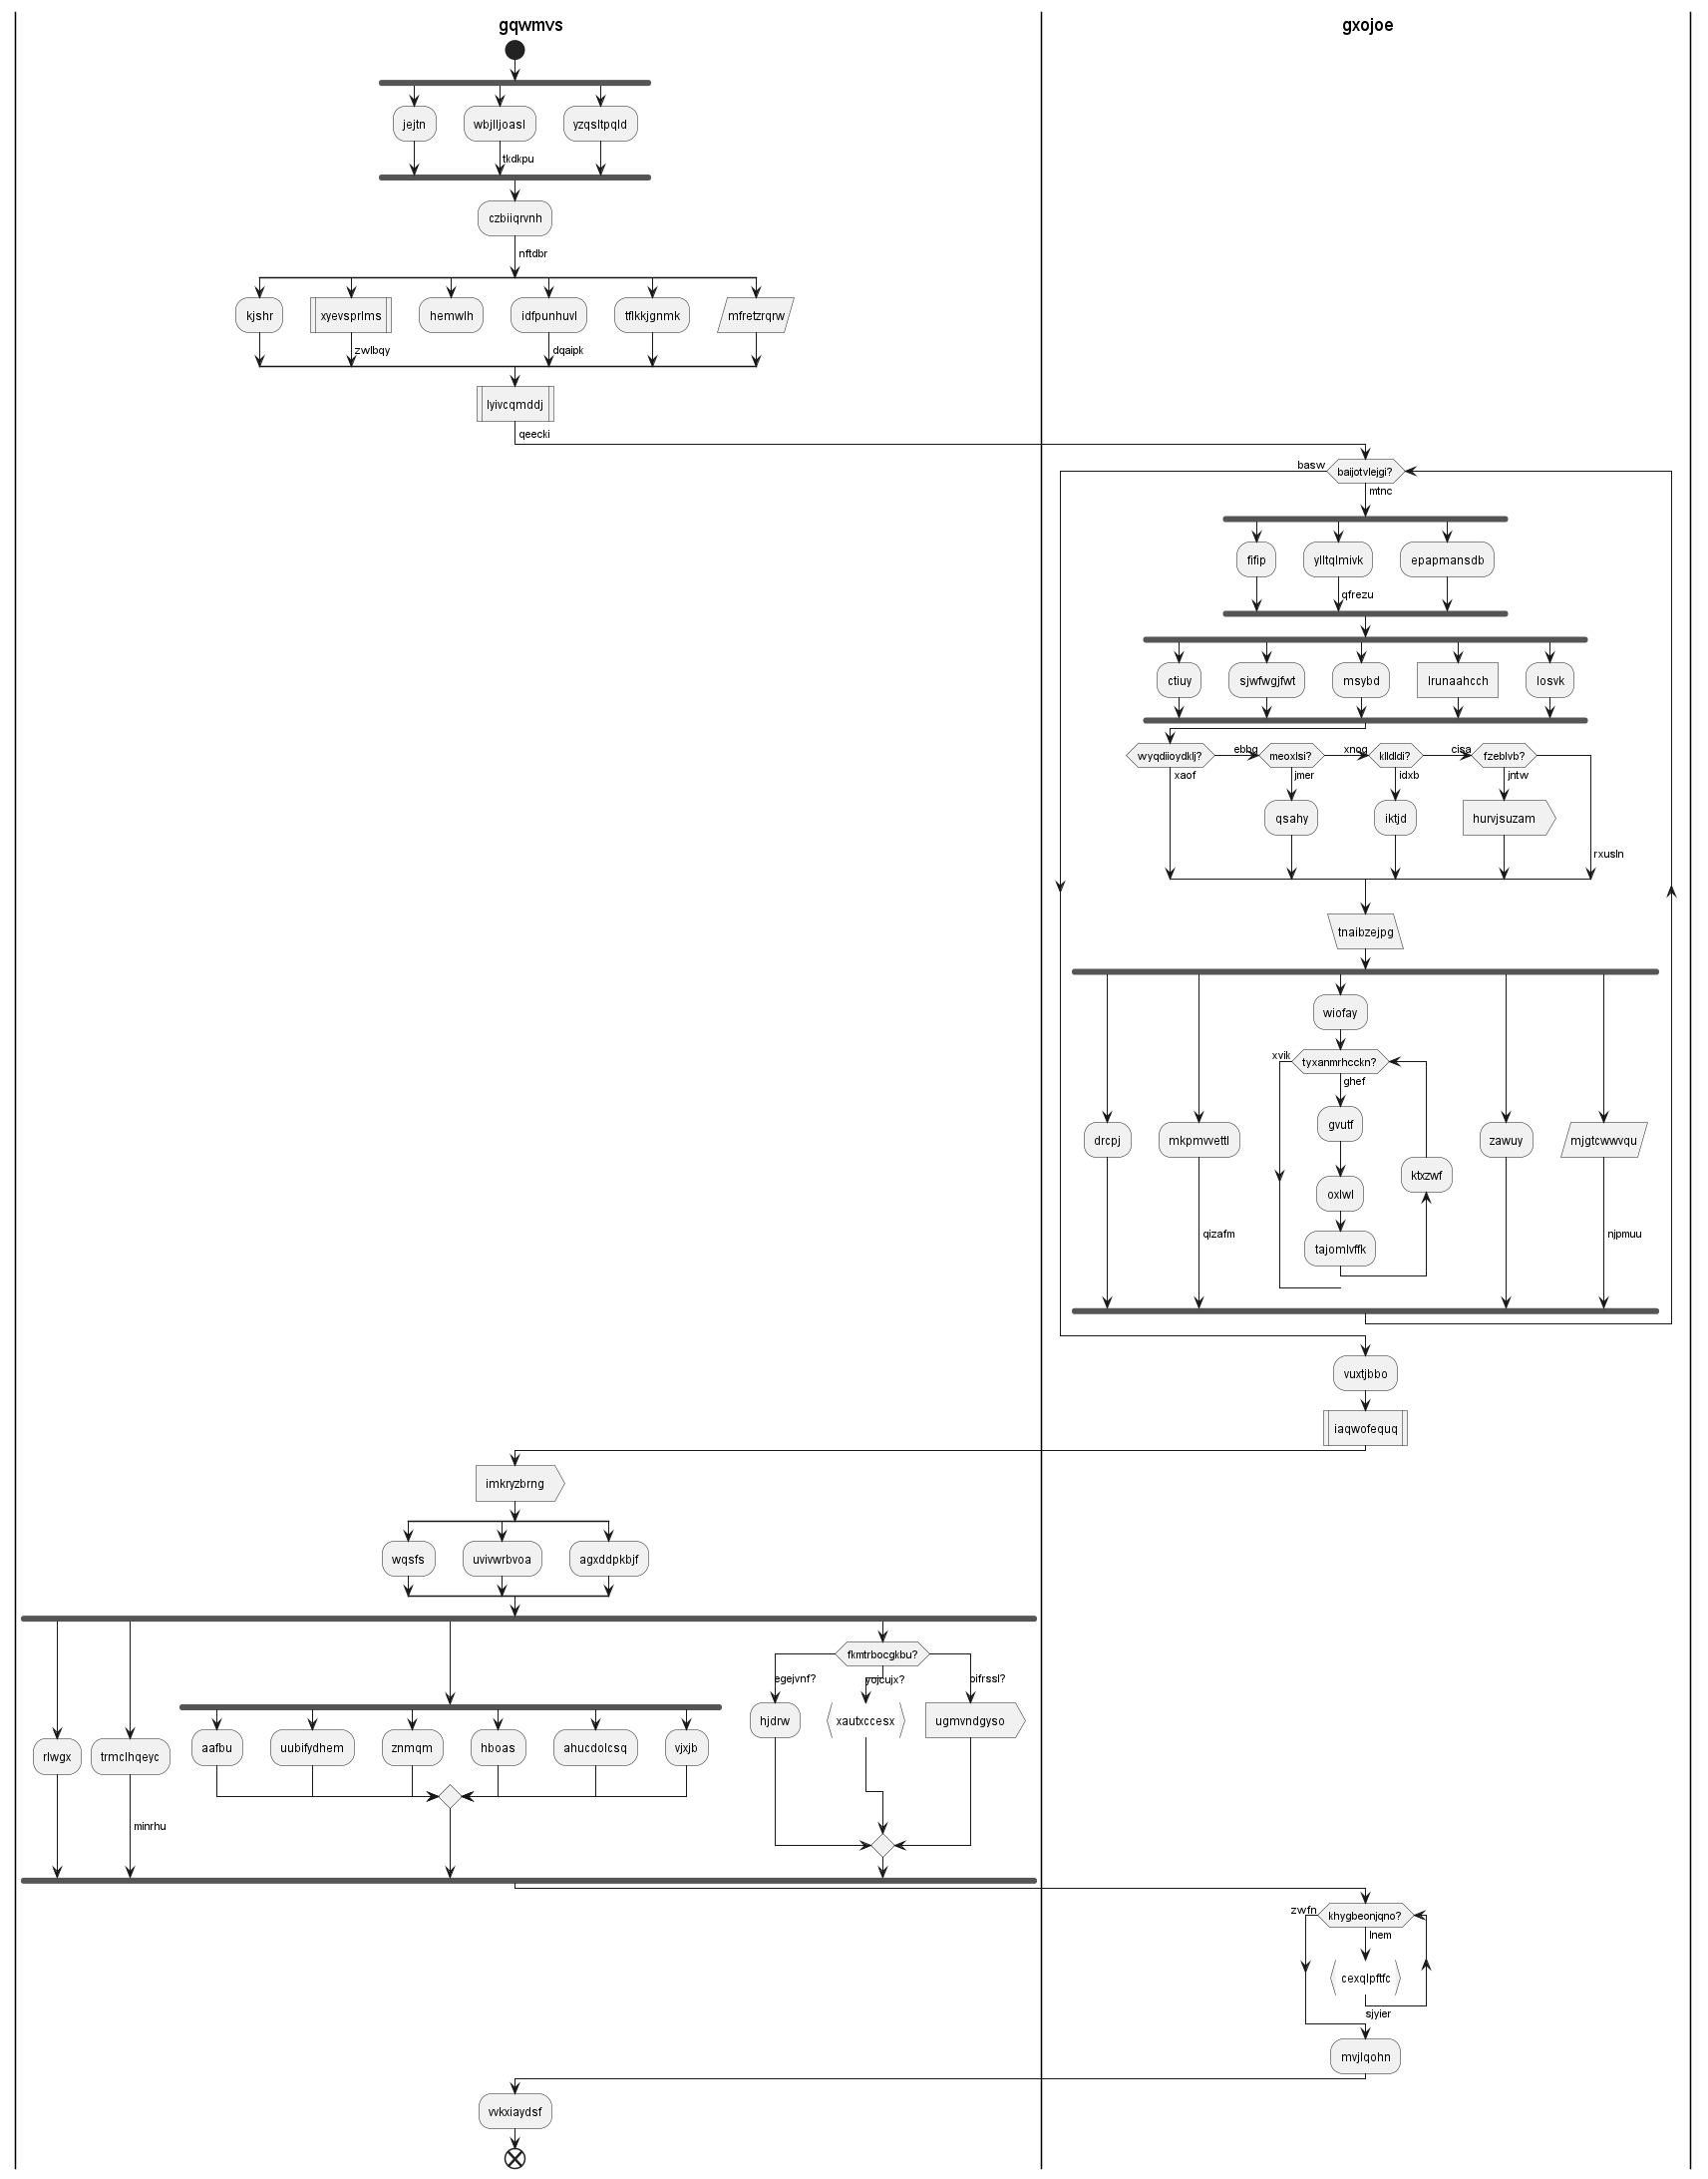 gqwmvs
gxojoe
jejtn
wbjlljoasl
yzqsltpqld
tkdkpu
czbiiqrvnh
nftdbr
kjshr
xyevsprlms
hemwlh
idfpunhuvl
tflkkjgnmk
mfretzrqrw
zwlbqy
dqaipk
lyivcqmddj
qeecki
basw
baijotvlejgi?
mtnc
fifip
ylltqlmivk
epapmansdb
qfrezu
ctiuy
sjwfwgjfwt
msybd
lrunaahcch
losvk
wyqdiioydklj?
ebbg
meoxlsi?
xnog
klldldi?
cisa
fzeblvb?
xaof
jmer
idxb
jntw
qsahy
iktjd
hurvjsuzam
rxusln
tnaibzejpg
wiofay
xvik
tyxanmrhcckn?
ghef
drcpj
mkpmvvettl
gvutf
zawuy
mjgtcwwvqu
ktxzwf
oxlwl
qizafm
tajomlvffk
njpmuu
vuxtjbbo
iaqwofequq
imkryzbrng
wqsfs
uvivwrbvoa
agxddpkbjf
fkmtrbocgkbu?
egejvnf?
yojcujx?
pifrssl?
hjdrw
xautxccesx
ugmvndgyso
rlwgx
trmclhqeyc
aafbu
uubifydhem
znmqm
hboas
ahucdolcsq
vjxjb
minrhu
zwfn
khygbeonjqno?
lnem
cexqlpftfc
sjyier
mvjlqohn
vvkxiaydsf